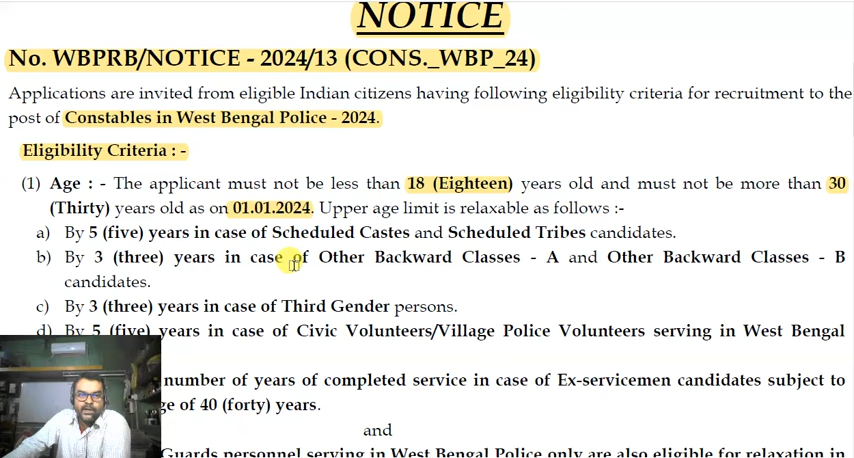 NOTICE
No. WBPRB/NOTICE - 2024/13 (CONS._WBP_24)
Applications are invited from eligible Indian citizens having following eligibility criteria for recruitment to the
post of Constables in West Bengal Police - 2024.
Eligibility Criteria : -
(1) Age : - The applicant must not be less than 18 (Eighteen) years old and must not be more than 30
(Thirty) years old as on 01.01.2024. Upper age limit is relaxable as follows :-
a) By 5 (five) years in case of Scheduled Castes and Scheduled Tribes candidates.
b) By 3 (three) years in case of Other Backward Classes - A and Other Backward Classes - B
candidates.
c) By 3 (three) years in case of Third Gender persons.
d) By 5 (five) years in case of Civic Volunteers/Village Police Volunteers serving in West Bengal
number of years of completed service in case of Ex-servicemen candidates subject to
ge of 40 (forty) years.
and
Guards personnel serving in West Bengal Police only are also eligible for relaxation in